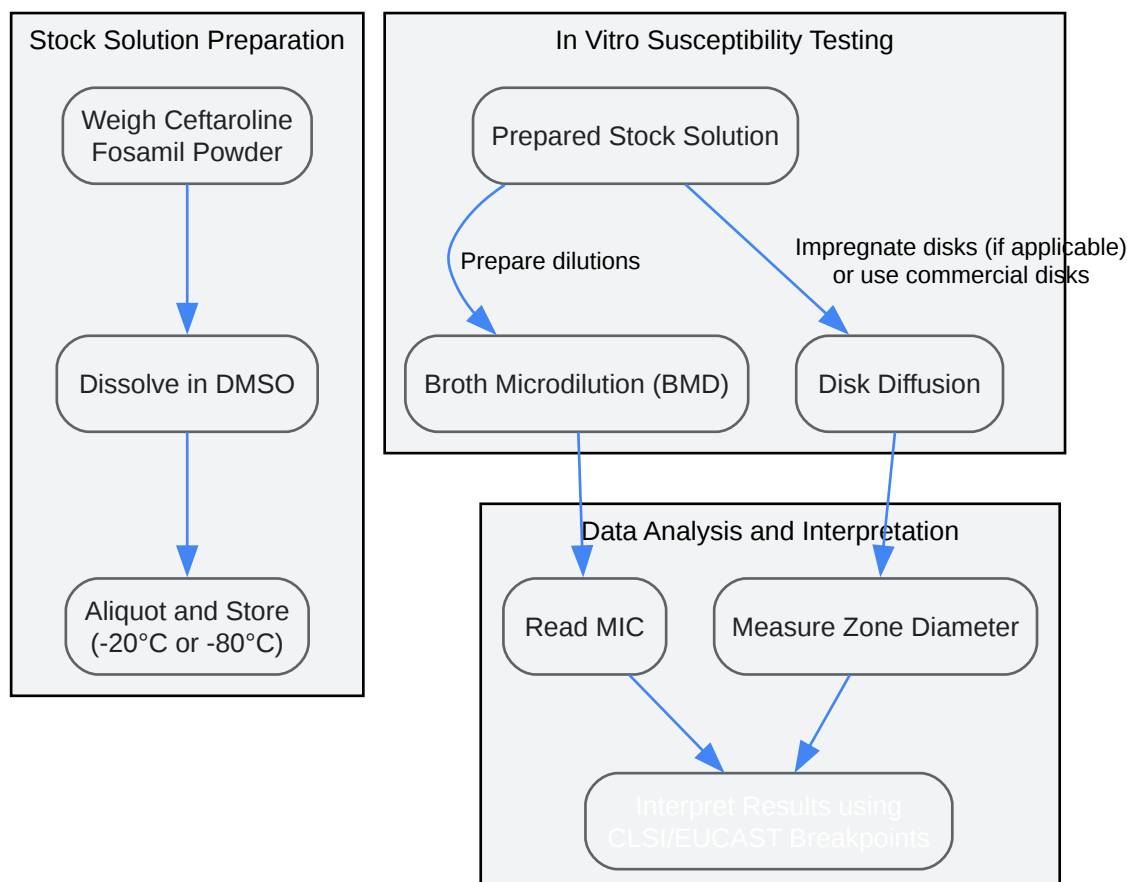 Stock Solution Preparation
Weigh Ceftaroline
Fosamil Powder
Dissolve in DMSO
Aliquot and Store
(-20°C or -80°C)
In Vitro Susceptibility Testing
Prepared Stock Solution
Prepare dilutions
Impregnate disks (if applicable)
or use commercial disks
Broth Microdilution (BMD)
Disk Diffusion
Data Analysis and Interpretation
Read MIC
Measure Zone Diameter
Interpret Results using
CLSI/EUCAST Breakpoints